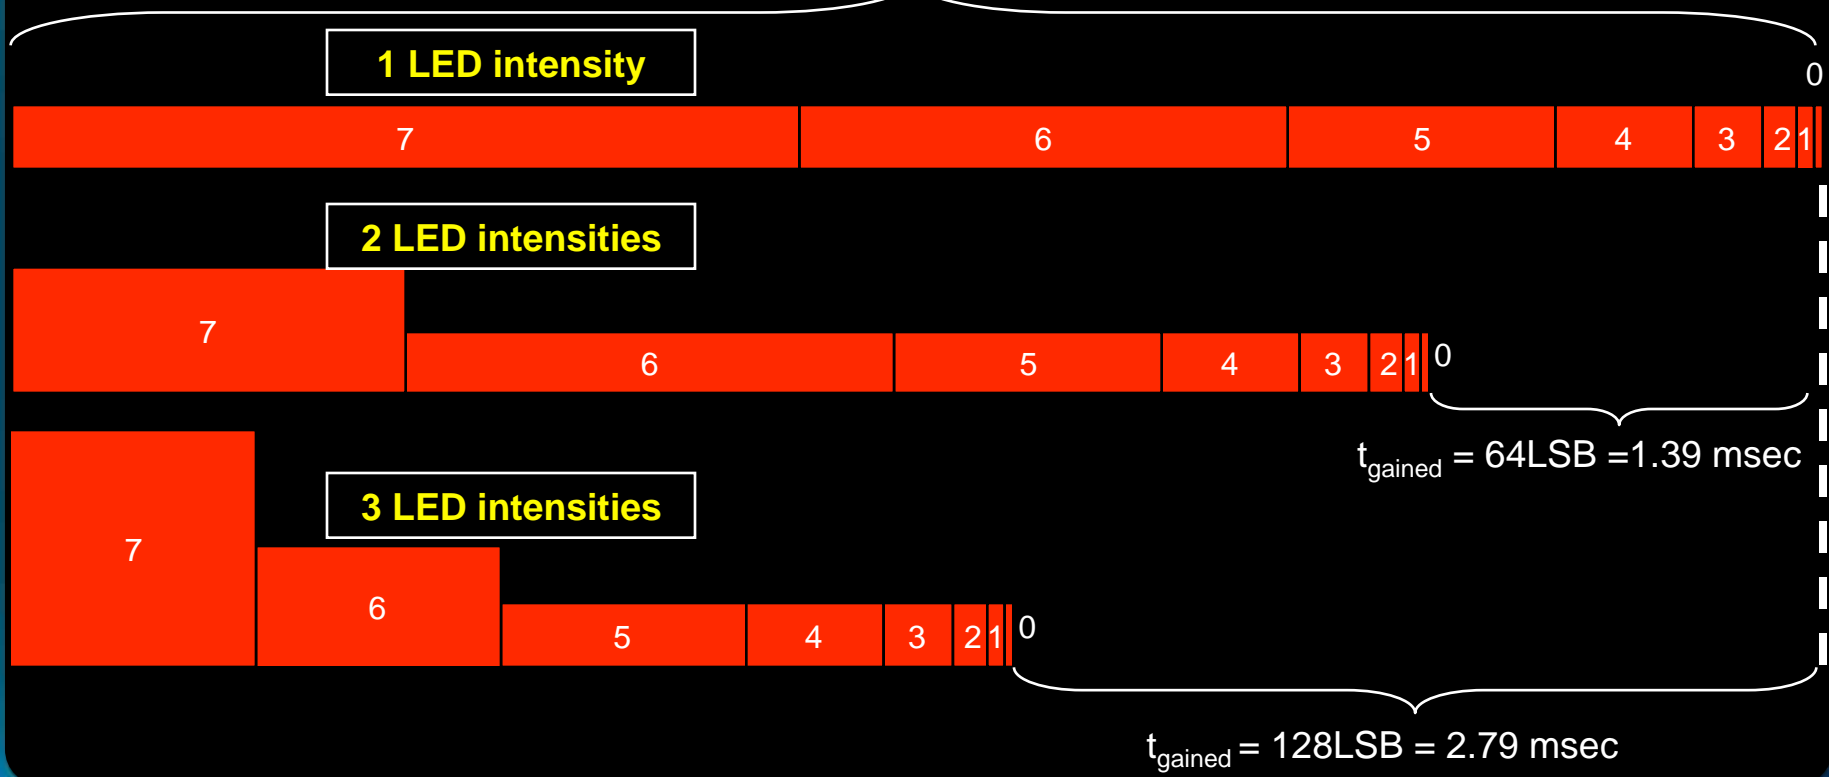 1 LED intensity
0
7 6 5 4 3 2 1
2 LED intensities
7 6 5 4 3 2 1 0
t_gained = 64LSB =1.39 msec
3 LED intensities
7 6 5 4 3 2 1 0
t_gained = 128LSB = 2.79 msec